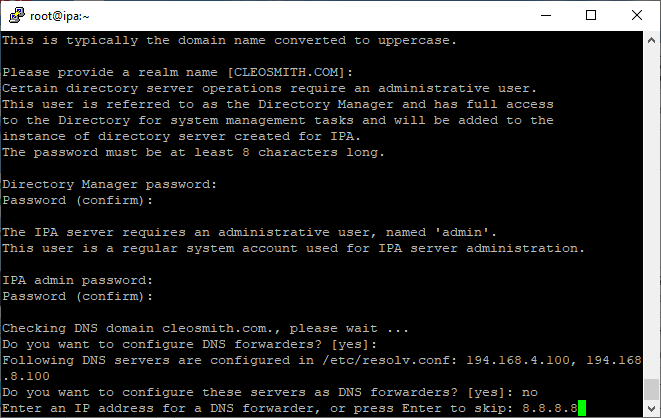 root@ipa:~
This is typically the domain name converted to uppercase.
Please provide a realm name [CLEOSMITH.COM]:
Certain directory server operations require an administrative user.
This user is referred to as the Directory Manager and has full access
to the Directory for system management tasks and will be added to the
instance of directory server created for IPA.
The password must be at least 8 characters long.
Directory Manager password:
Password (confirm):
The IPA server requires an administrative user, named 'admin'.
This user is a regular system account used for IPA server administration.
IPA admin password:
Password (confirm):
Checking DNS domain cleosmith.com., please wait ...
Do you want to configure DNS forwarders? [yes]:
Following DNS servers are configured in /etc/resolv.conf: 194.168.4.100, 194.168
.8.100
Do you want to configure these servers as DNS forwarders? [yes]: no
Enter an IP address for a DNS forwarder, or press Enter to skip: 8.8.8.8